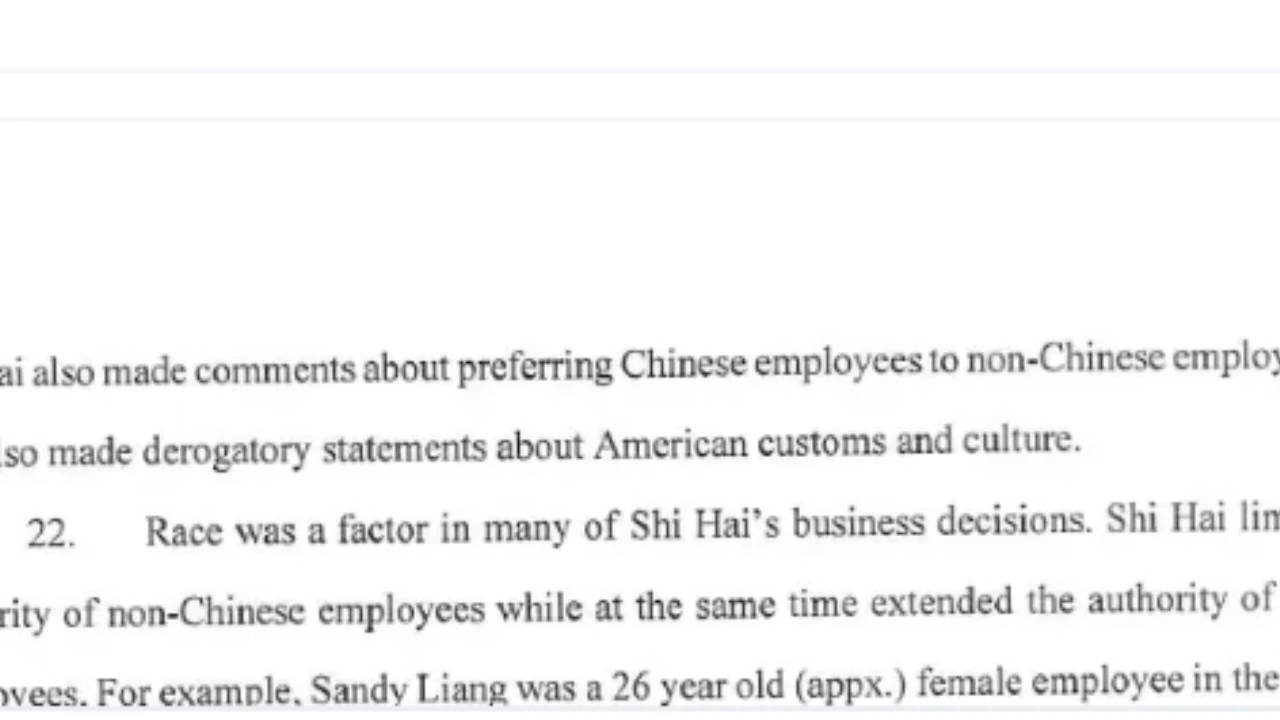 ai also made comments about preferring Chinese employees to non-Chinese employ
so made derogatory statements about American customs and culture.
22. Race was a factor in many of Shi Hai's business decisions. Shi Hai lim
rity of non-Chinese employees while at the same time extended the authority of
oyees. For example, Sandy Liang was a 26 year old (appx.) female employee in the